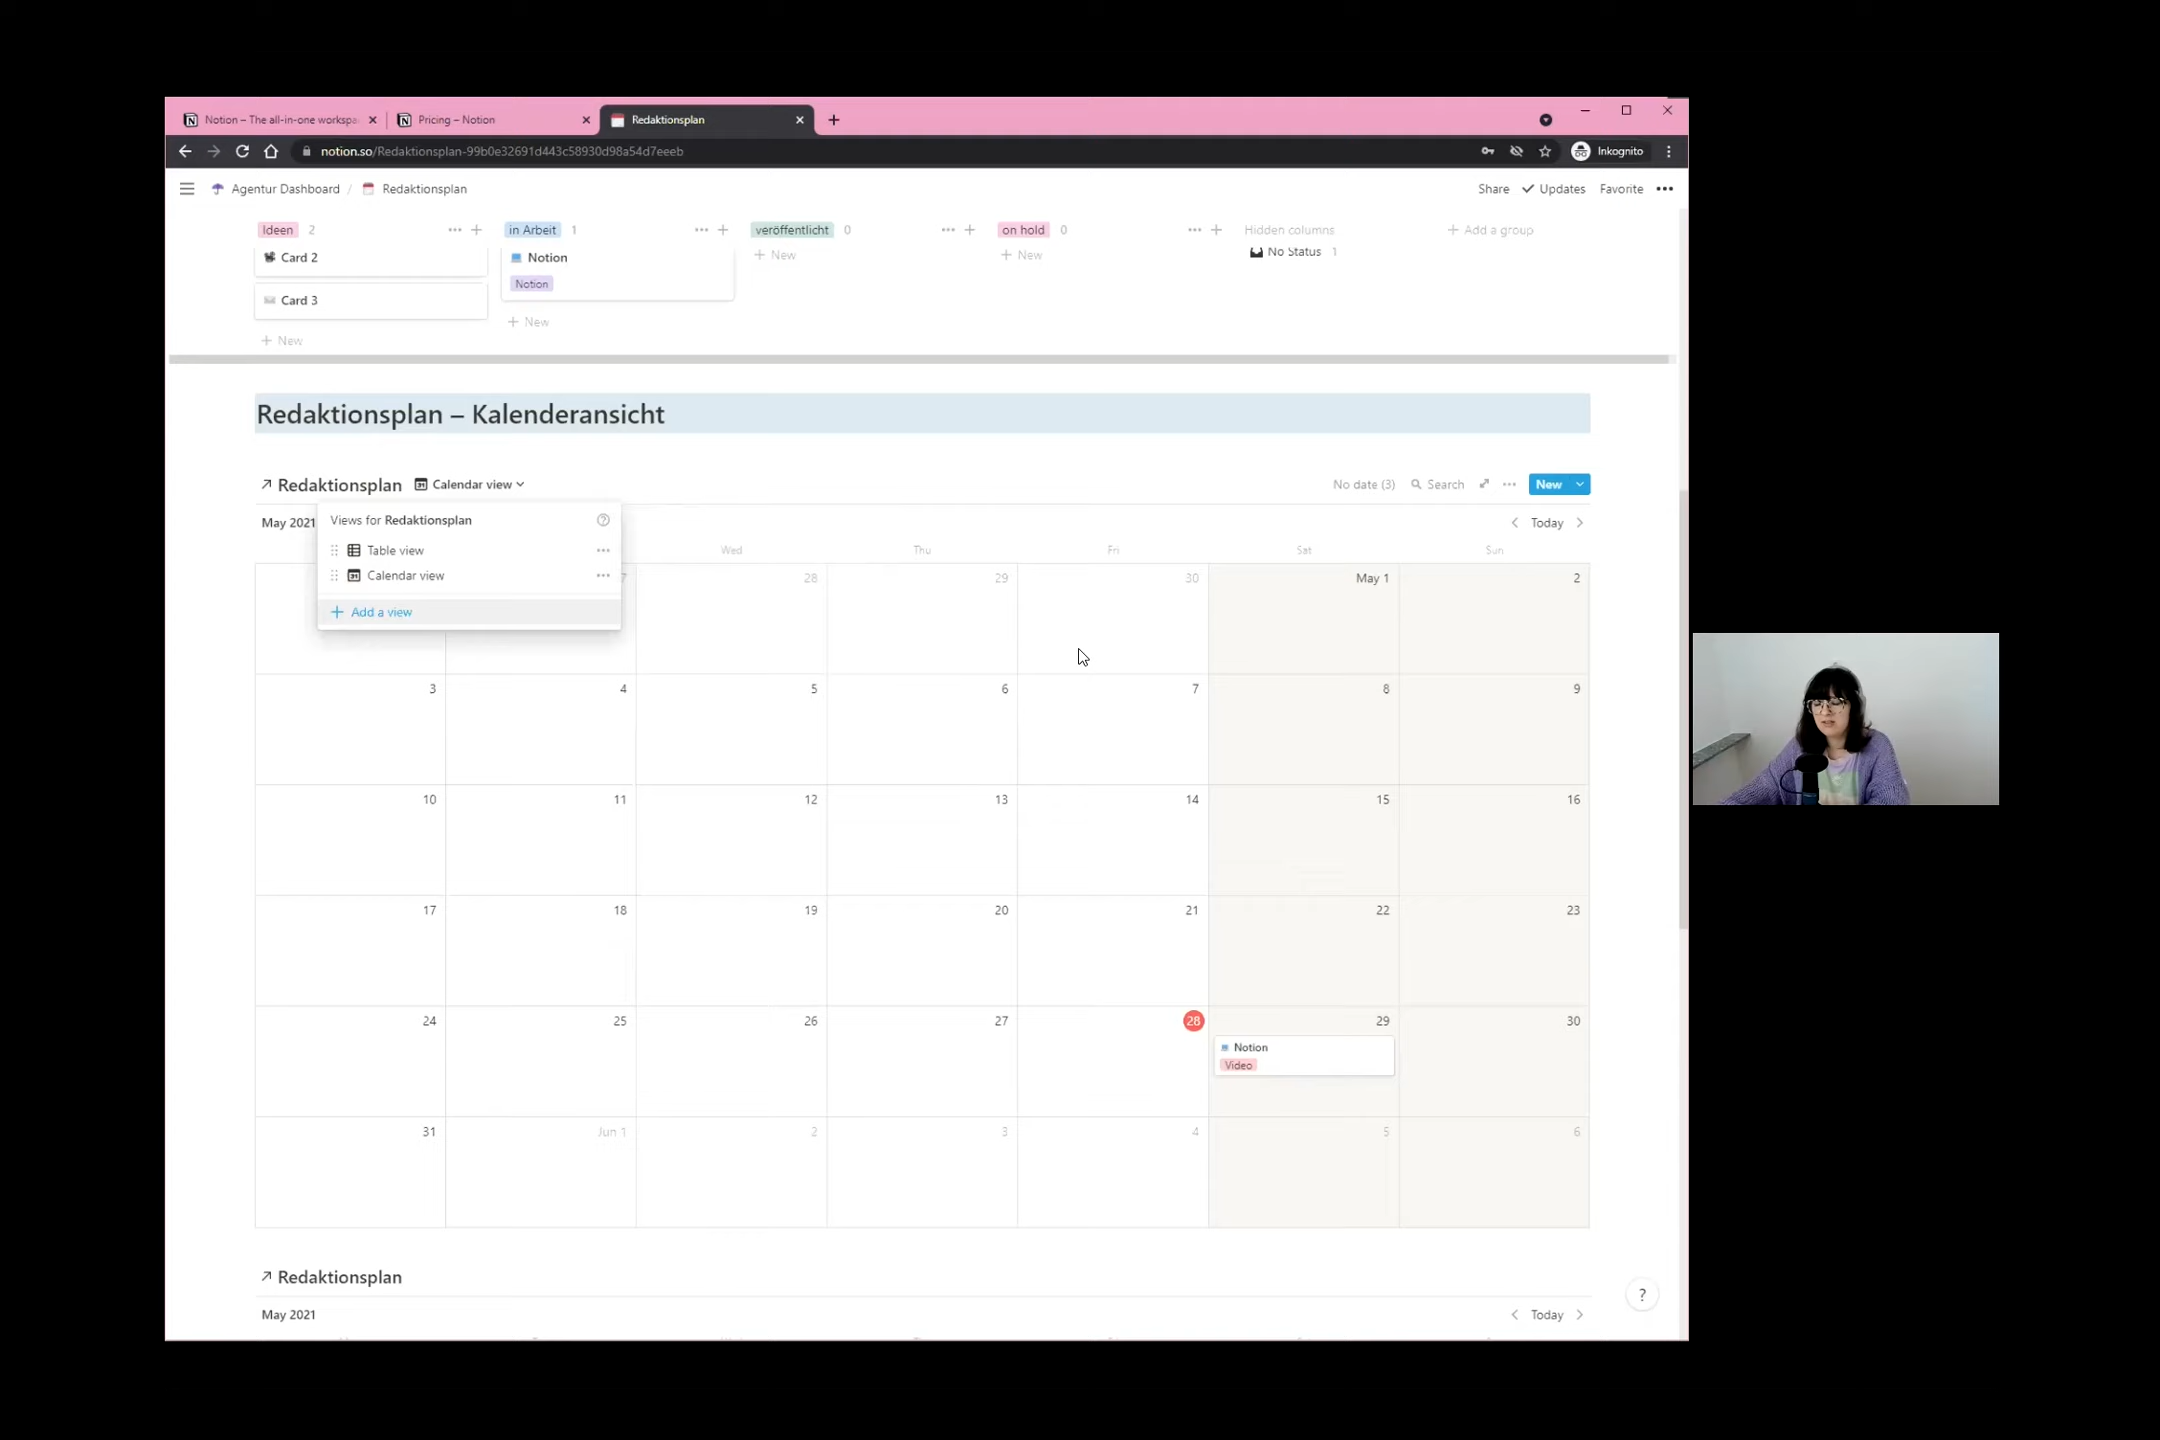 Notion – The all-in-one workspa
Pricing – Notion
Redaktionsplan
notion.so/Redaktionsplan-99b0e32691d443c58930d98a54d7eeeb
Inkognito
Agentur Dashboard / Redaktionsplan
Share Updates Favorite
Ideen 2 in Arbeit 1 veröffentlicht 0 on hold 0 Hidden columns Add a group
Card 2 Notion New New No Status 1
Notion
Card 3
New
New
Redaktionsplan – Kalenderansicht
Redaktionsplan Calendar view No date (3) Search New
May 2021 Today
Views for Redaktionsplan
Table view
Calendar view
Add a view
Wed Thu Fri Sat Sun
7 28 29 30 May 1 2
3 4 5 6 7 8 9
10 11 12 13 14 15 16
17 18 19 20 21 22 23
24 25 26 27 28 29 30
Notion
Video
31 Jun 1 2 3 4 5 6
Redaktionsplan
May 2021 Today
?